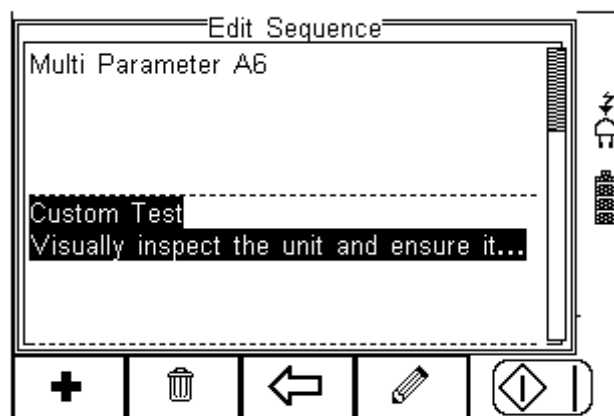 Edit Sequence
Multi Parameter A6
Custom Test
Visually inspect the unit and ensure it...